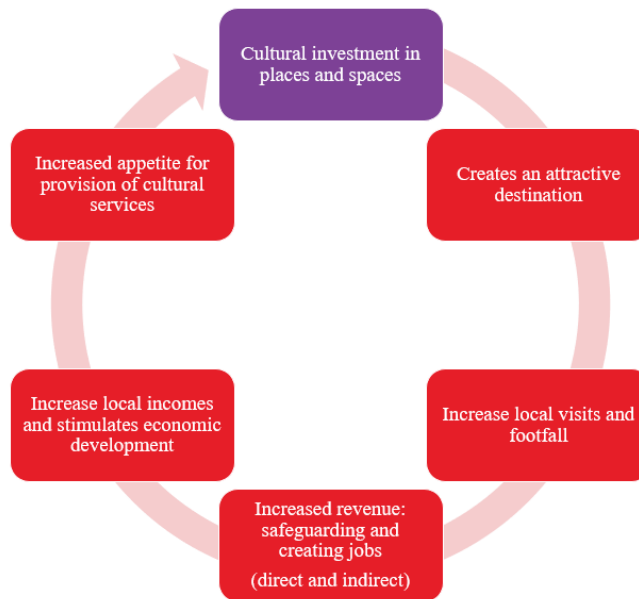 Cultural investment in
places and spaces
Creates an attractive
destination
Increase local visits and
footfall
Increased revenue:
safeguarding and
creating jobs
(direct and indirect)
Increase local incomes
and stimulates economic
development
Increased appetite for
provision of cultural
services